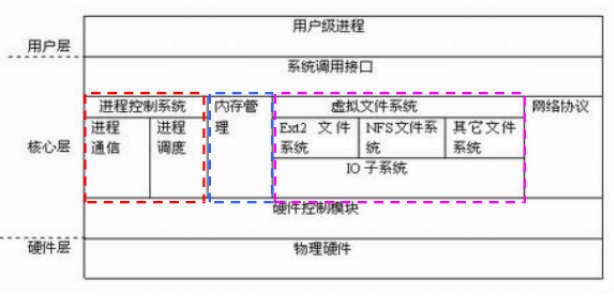 用户级进程
用户层
系统调用接口
进程控制系统 内存管理 虚拟文件系统 网络协议
核心层
进程通信 进程调度 Ext2 文件系统 NFS文件系统 其它文件系统
IO 子系统
硬件控制模块
硬件层 物理硬件